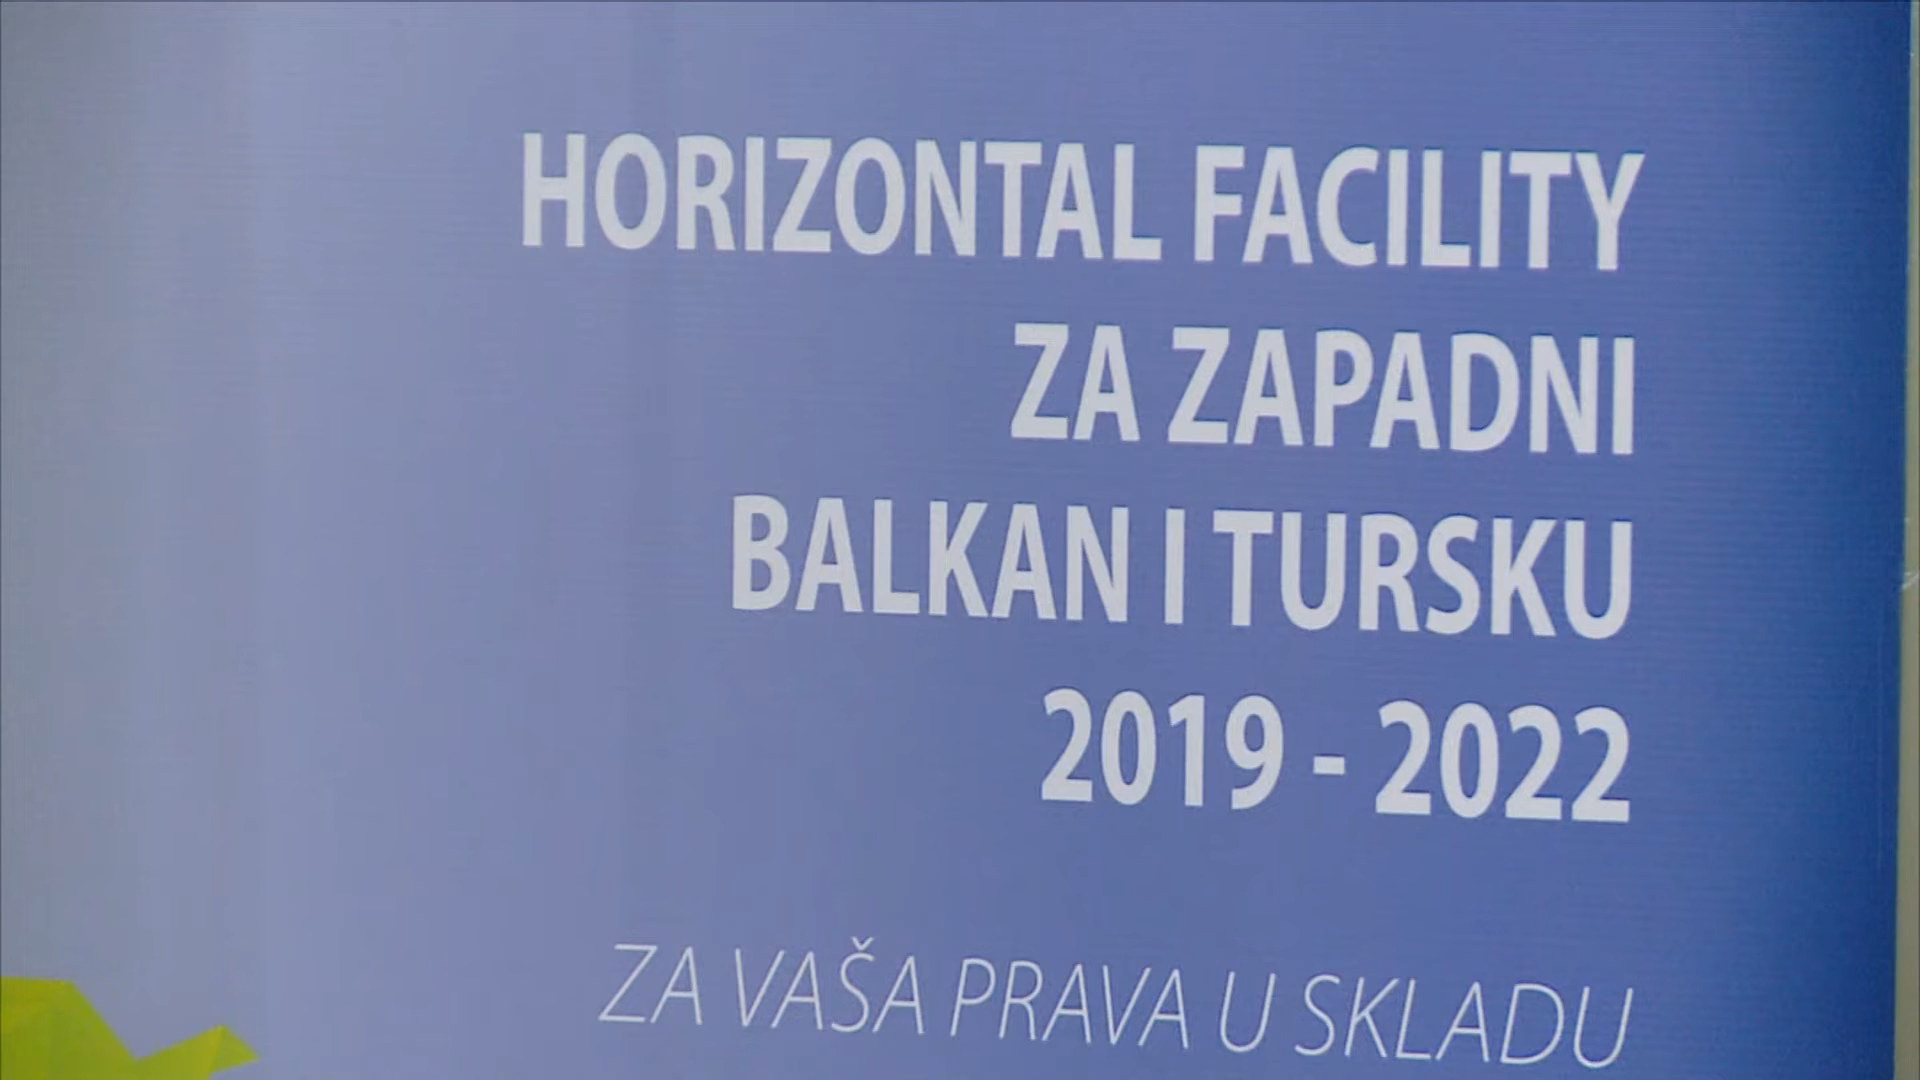 HORIZONTAL FACILITY
ZA ZAPADNI
BALKAN I TURSKU
2019 - 2022
ZA VAŠA PRAVA U SKLADU